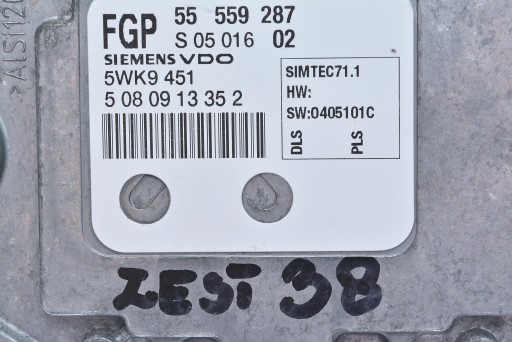 >AlSi12(
FGP 55 559 287
S 05 016 02
SIEMENS VDO
5WK9 451
5 08 09 13 35 2
SIMTEC71.1
HW:
SW:0405101C
DLS
PLS
ZEST 38